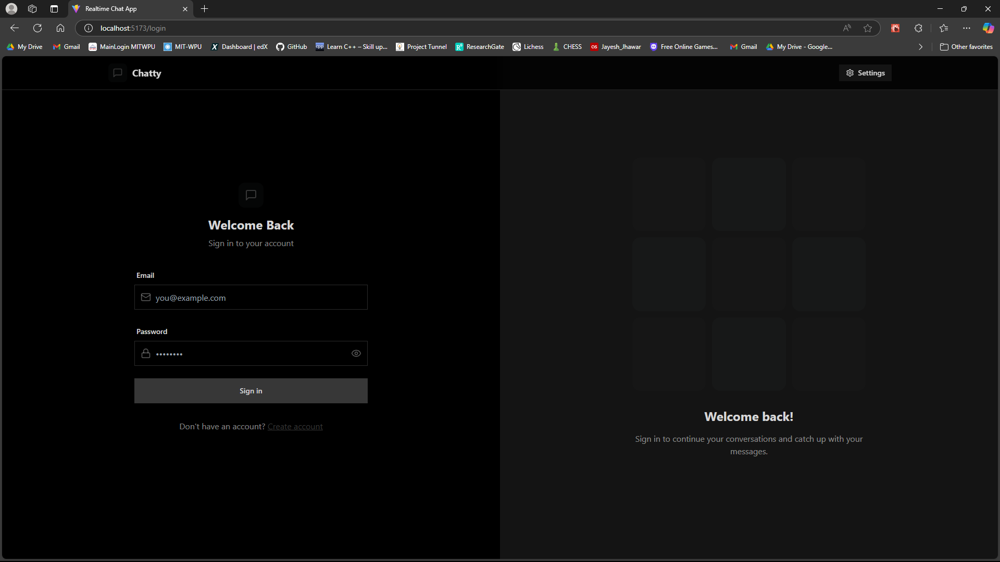 Realtime Chat App
localhost:5173/login
My Drive
Gmail
MainLogin MITWPU
MIT-WPU
Dashboard | edX
GitHub
Learn C++ – Skill up...
Project Tunnel
ResearchGate
Lichess
CHESS
Jayesh_Jhawar
Free Online Games...
Gmail
My Drive - Google...
Other favorites
Chatty
Settings
Welcome Back
Sign in to your account
Email
you@example.com
Password
••••••••
Sign in
Don't have an account? Create account
Welcome back!
Sign in to continue your conversations and catch up with your
messages.